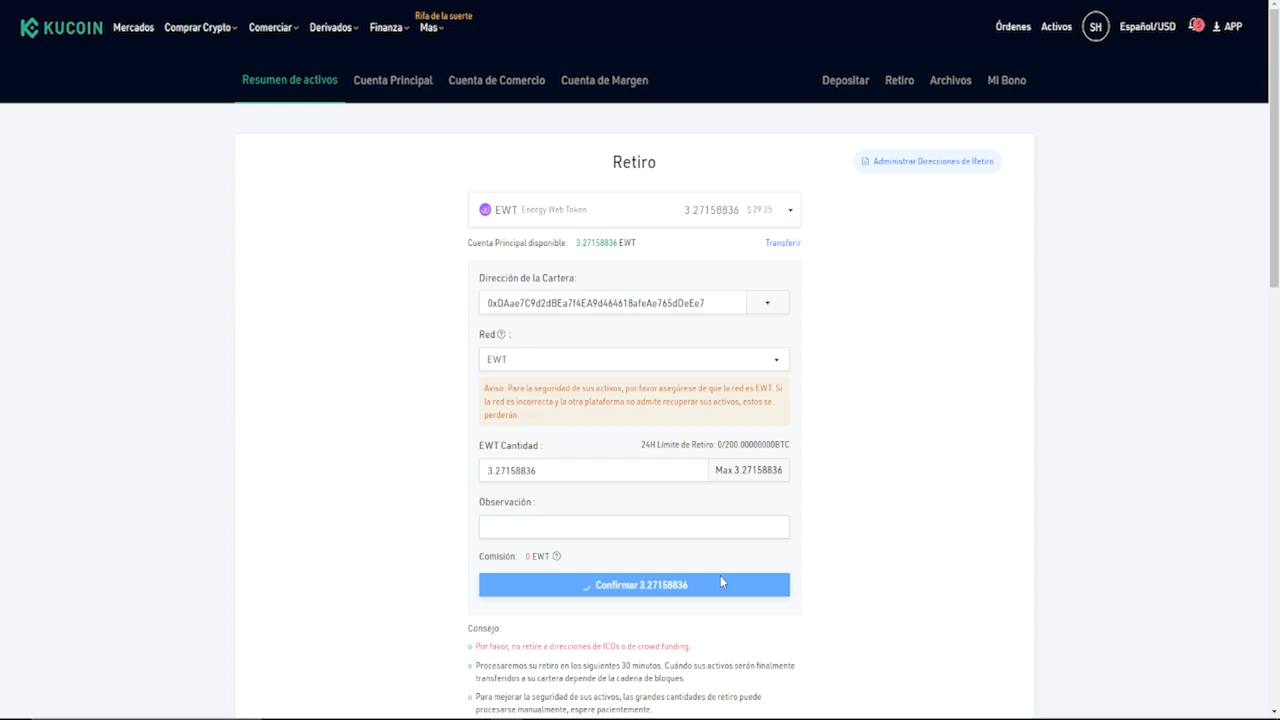 Rifa de la suerte
KUCOIN Mercados Comprar Crypto Comerciar Derivados Finanza Mas Órdenes Activos SH Español/USD 5 APP
Resumen de activos Cuenta Principal Cuenta de Comercio Cuenta de Margen Depositar Retiro Archivos Mi Bono
Retiro
Administrar Direcciones de Retiro
EWT Energy Web Token 3.27158836 $29.25
Cuenta Principal disponible: 3.27158836 EWT Transferir
Dirección de la Cartera:
0xDAae7C9d2dBEa7f4EA9d464618afeAe765dDeEe7
Red ? :
EWT
Aviso: Para la seguridad de sus activos, por favor asegúrese de que la red es EWT. Si
la red es incorrecta y la otra plataforma no admite recuperar sus activos, estos se
perderán.
EWT Cantidad : 24H Límite de Retiro: 0/200.00000000BTC
3.27158836 Max 3.27158836
Observación :
Comisión: 0 EWT ?
Confirmar 3.27158836
Consejo:
Por favor, no retire a direcciones de ICOs o de crowd funding.
Procesaremos su retiro en los siguientes 30 minutos. Cuándo sus activos serán finalmente
transferidos a su cartera depende de la cadena de bloques.
Para mejorar la seguridad de sus activos, las grandes cantidades de retiro puede
procesarse manualmente, espere pacientemente.